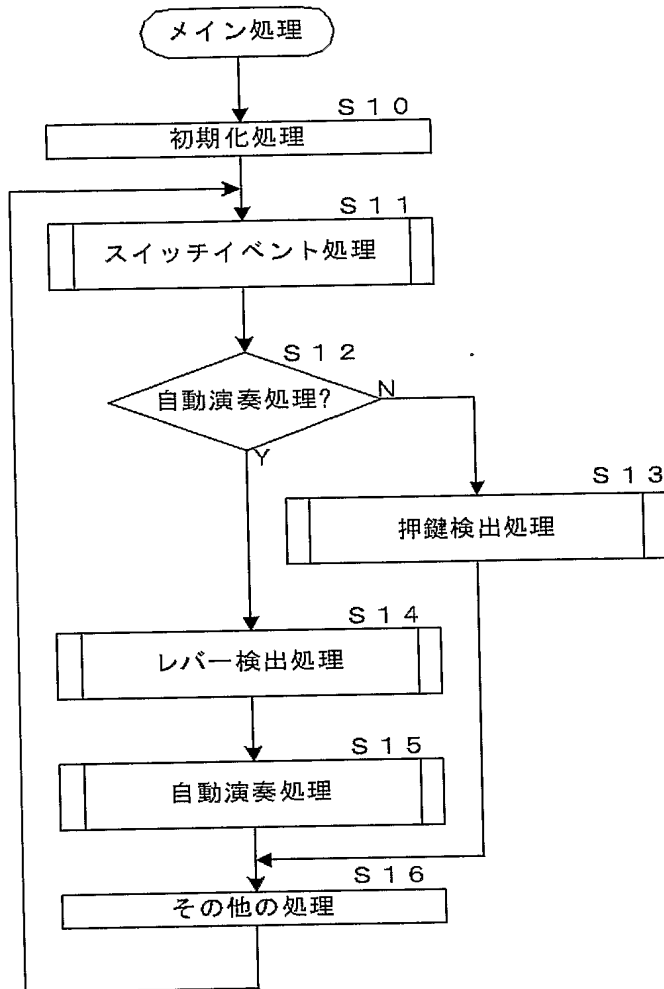 メイン処理
S10
初期化処理
S11
スイッチイベント処理
S12
自動演奏処理?
N
Y
S13
押鍵検出処理
S14
レバー検出処理
S15
自動演奏処理
S16
その他の処理